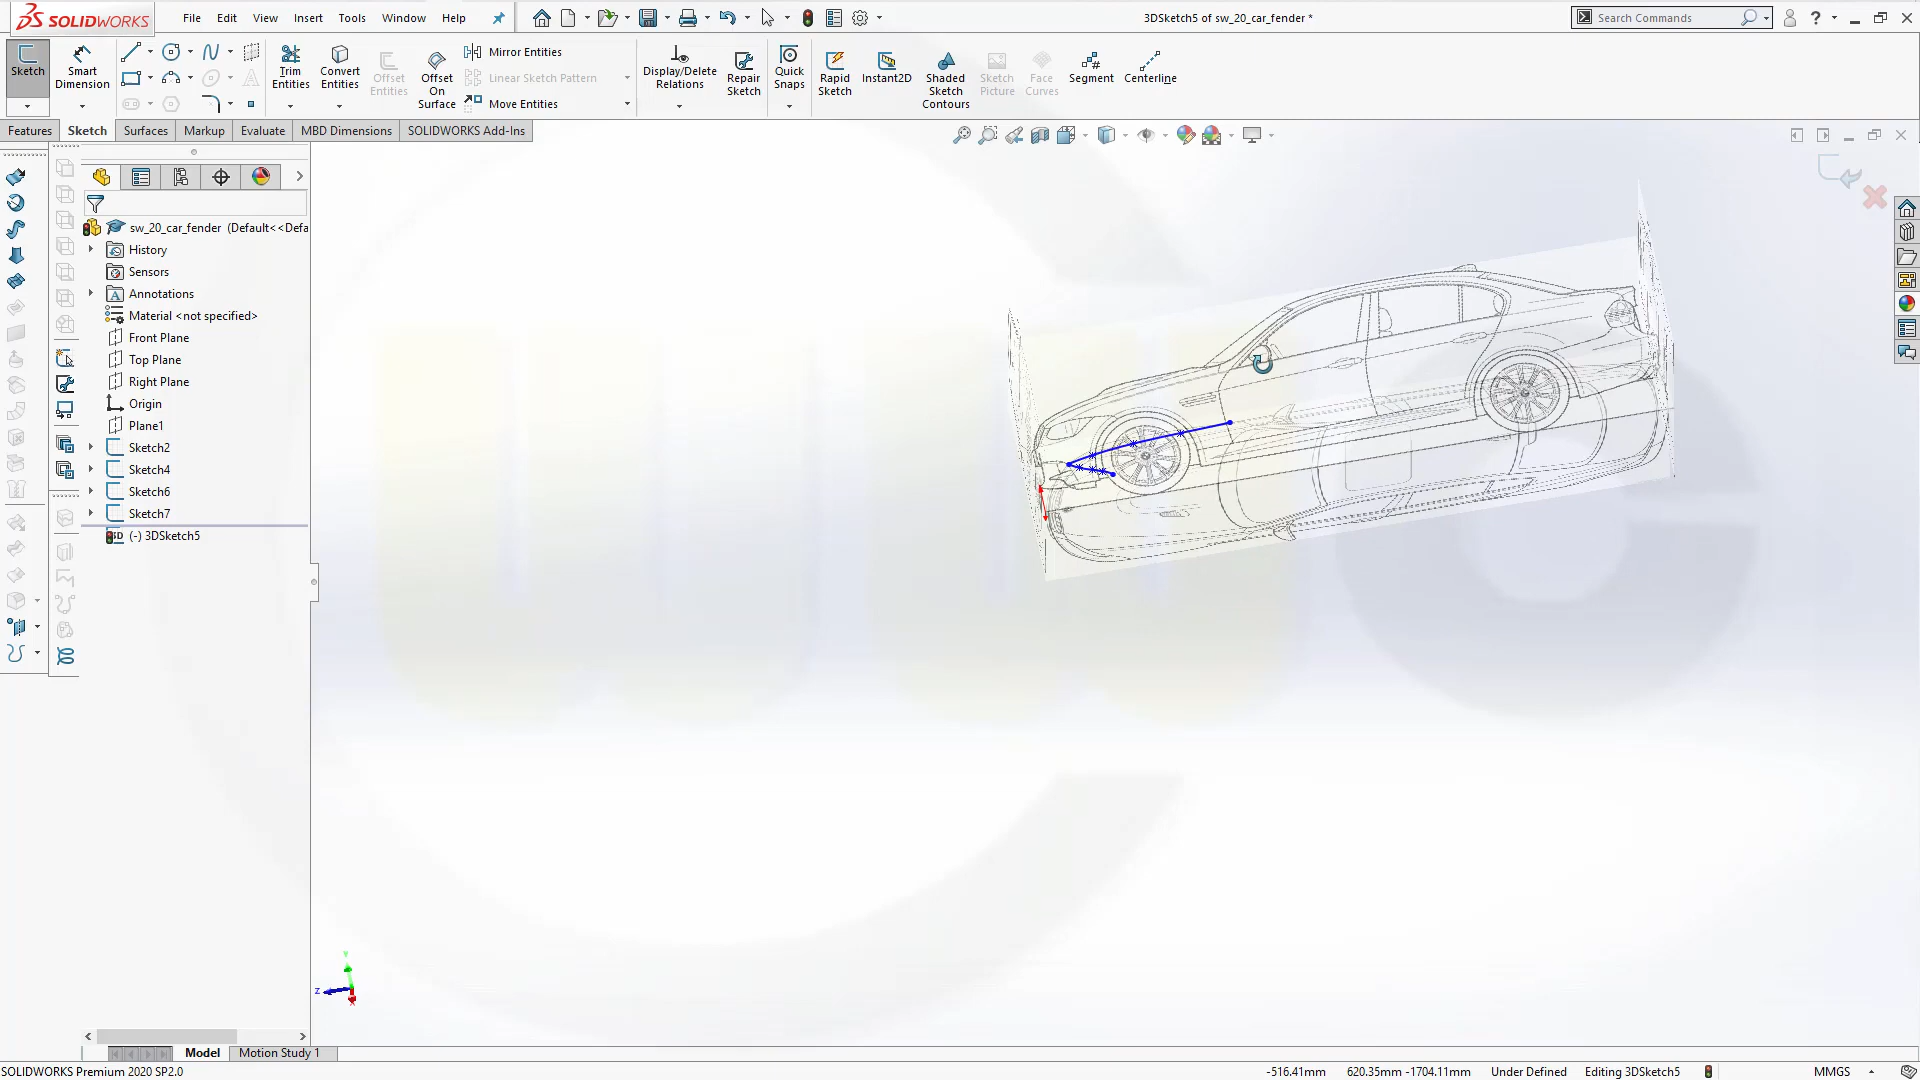 SOLIDWORKS
File Edit View Insert Tools Window Help
3DSketch5 of sw_20_car_fender *
Search Commands
Sketch
Smart Dimension
Trim Entities
Convert Entities
Offset Entities
Offset On Surface
Mirror Entities
Linear Sketch Pattern
Move Entities
Display/Delete Relations
Repair Sketch
Quick Snaps
Rapid Sketch
Instant2D
Shaded Sketch Contours
Sketch Picture
Face Curves
Segment
Centerline
Features Sketch Surfaces Markup Evaluate MBD Dimensions SOLIDWORKS Add-Ins
sw_20_car_fender (Default<<Defa
History
Sensors
Annotations
Material <not specified>
Front Plane
Top Plane
Right Plane
Origin
Plane1
Sketch2
Sketch4
Sketch6
Sketch7
(-) 3DSketch5
Z
Model Motion Study 1
SOLIDWORKS Premium 2020 SP2.0
-516.41mm 620.35mm -1704.11mm Under Defined Editing 3DSketch5 MMGS